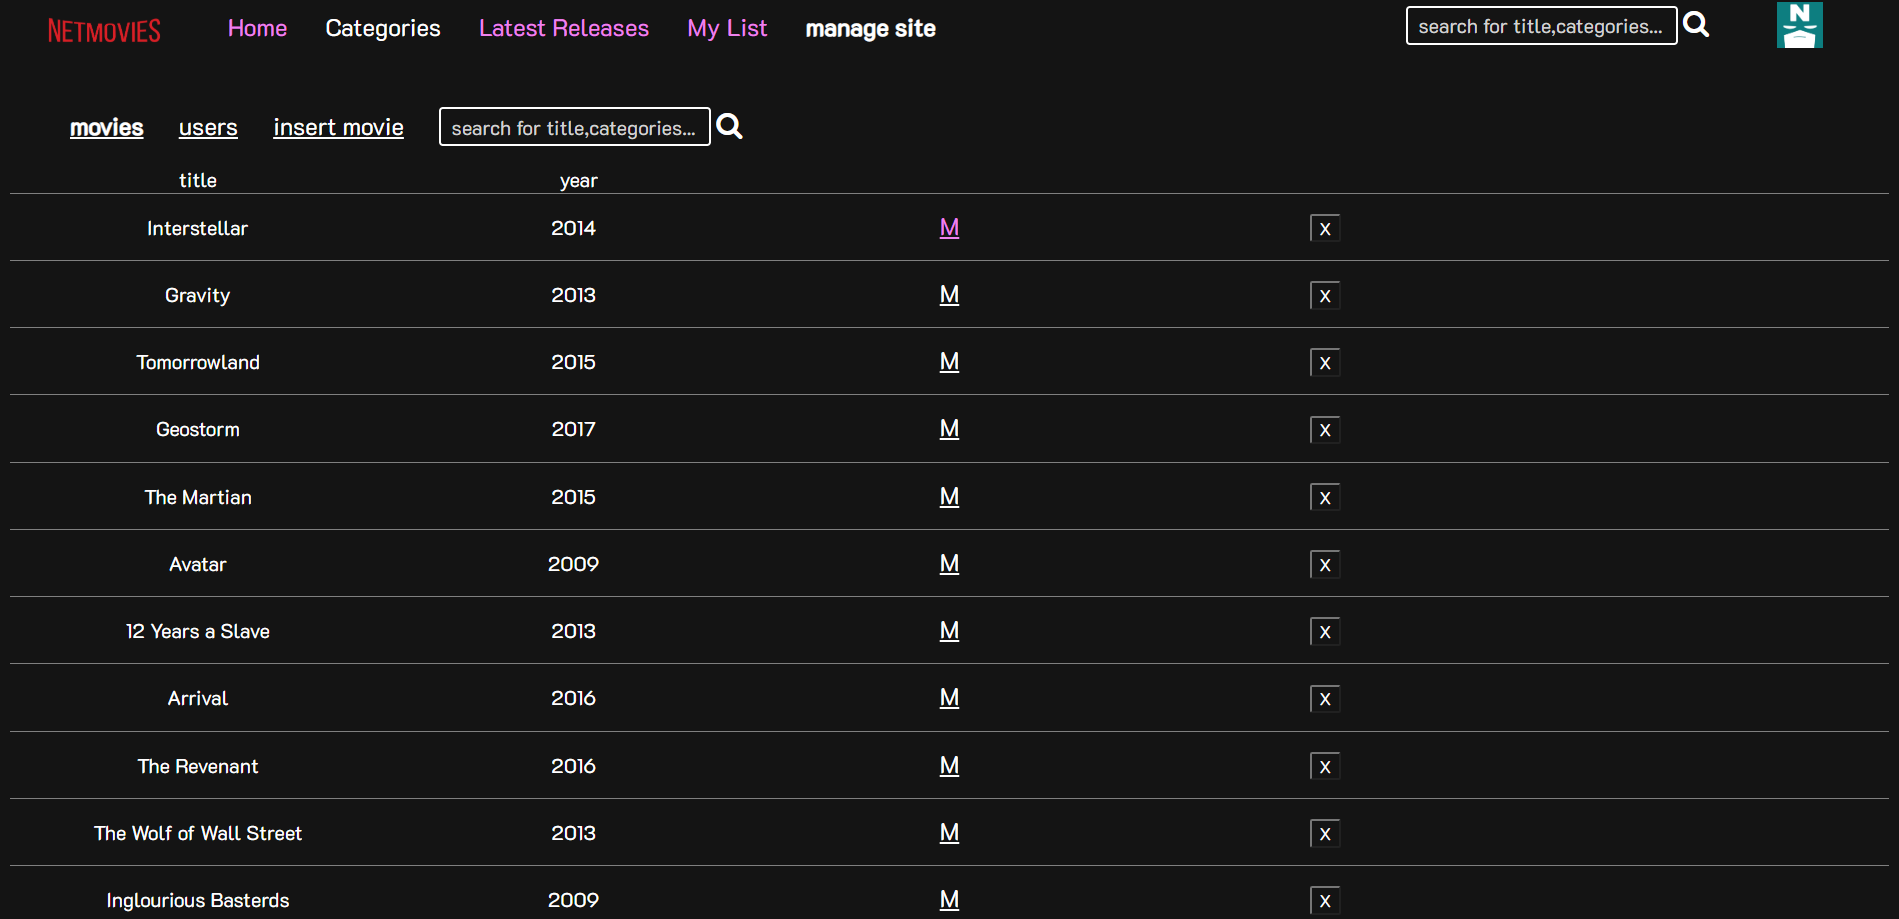 NETMOVIES Home Categories Latest Releases My List manage site search for title,categories... N
movies users insert movie search for title,categories...
title year
Interstellar 2014 M X
Gravity 2013 M X
Tomorrowland 2015 M X
Geostorm 2017 M X
The Martian 2015 M X
Avatar 2009 M X
12 Years a Slave 2013 M X
Arrival 2016 M X
The Revenant 2016 M X
The Wolf of Wall Street 2013 M X
Inglourious Basterds 2009 M X